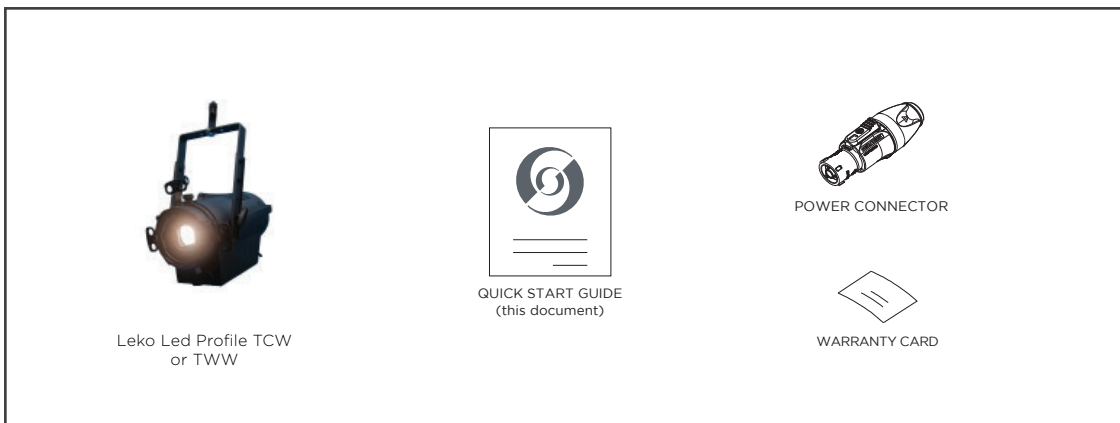 Leko Led Profile TCW
or TWW
QUICK START GUIDE
(this document)
POWER CONNECTOR
WARRANTY CARD